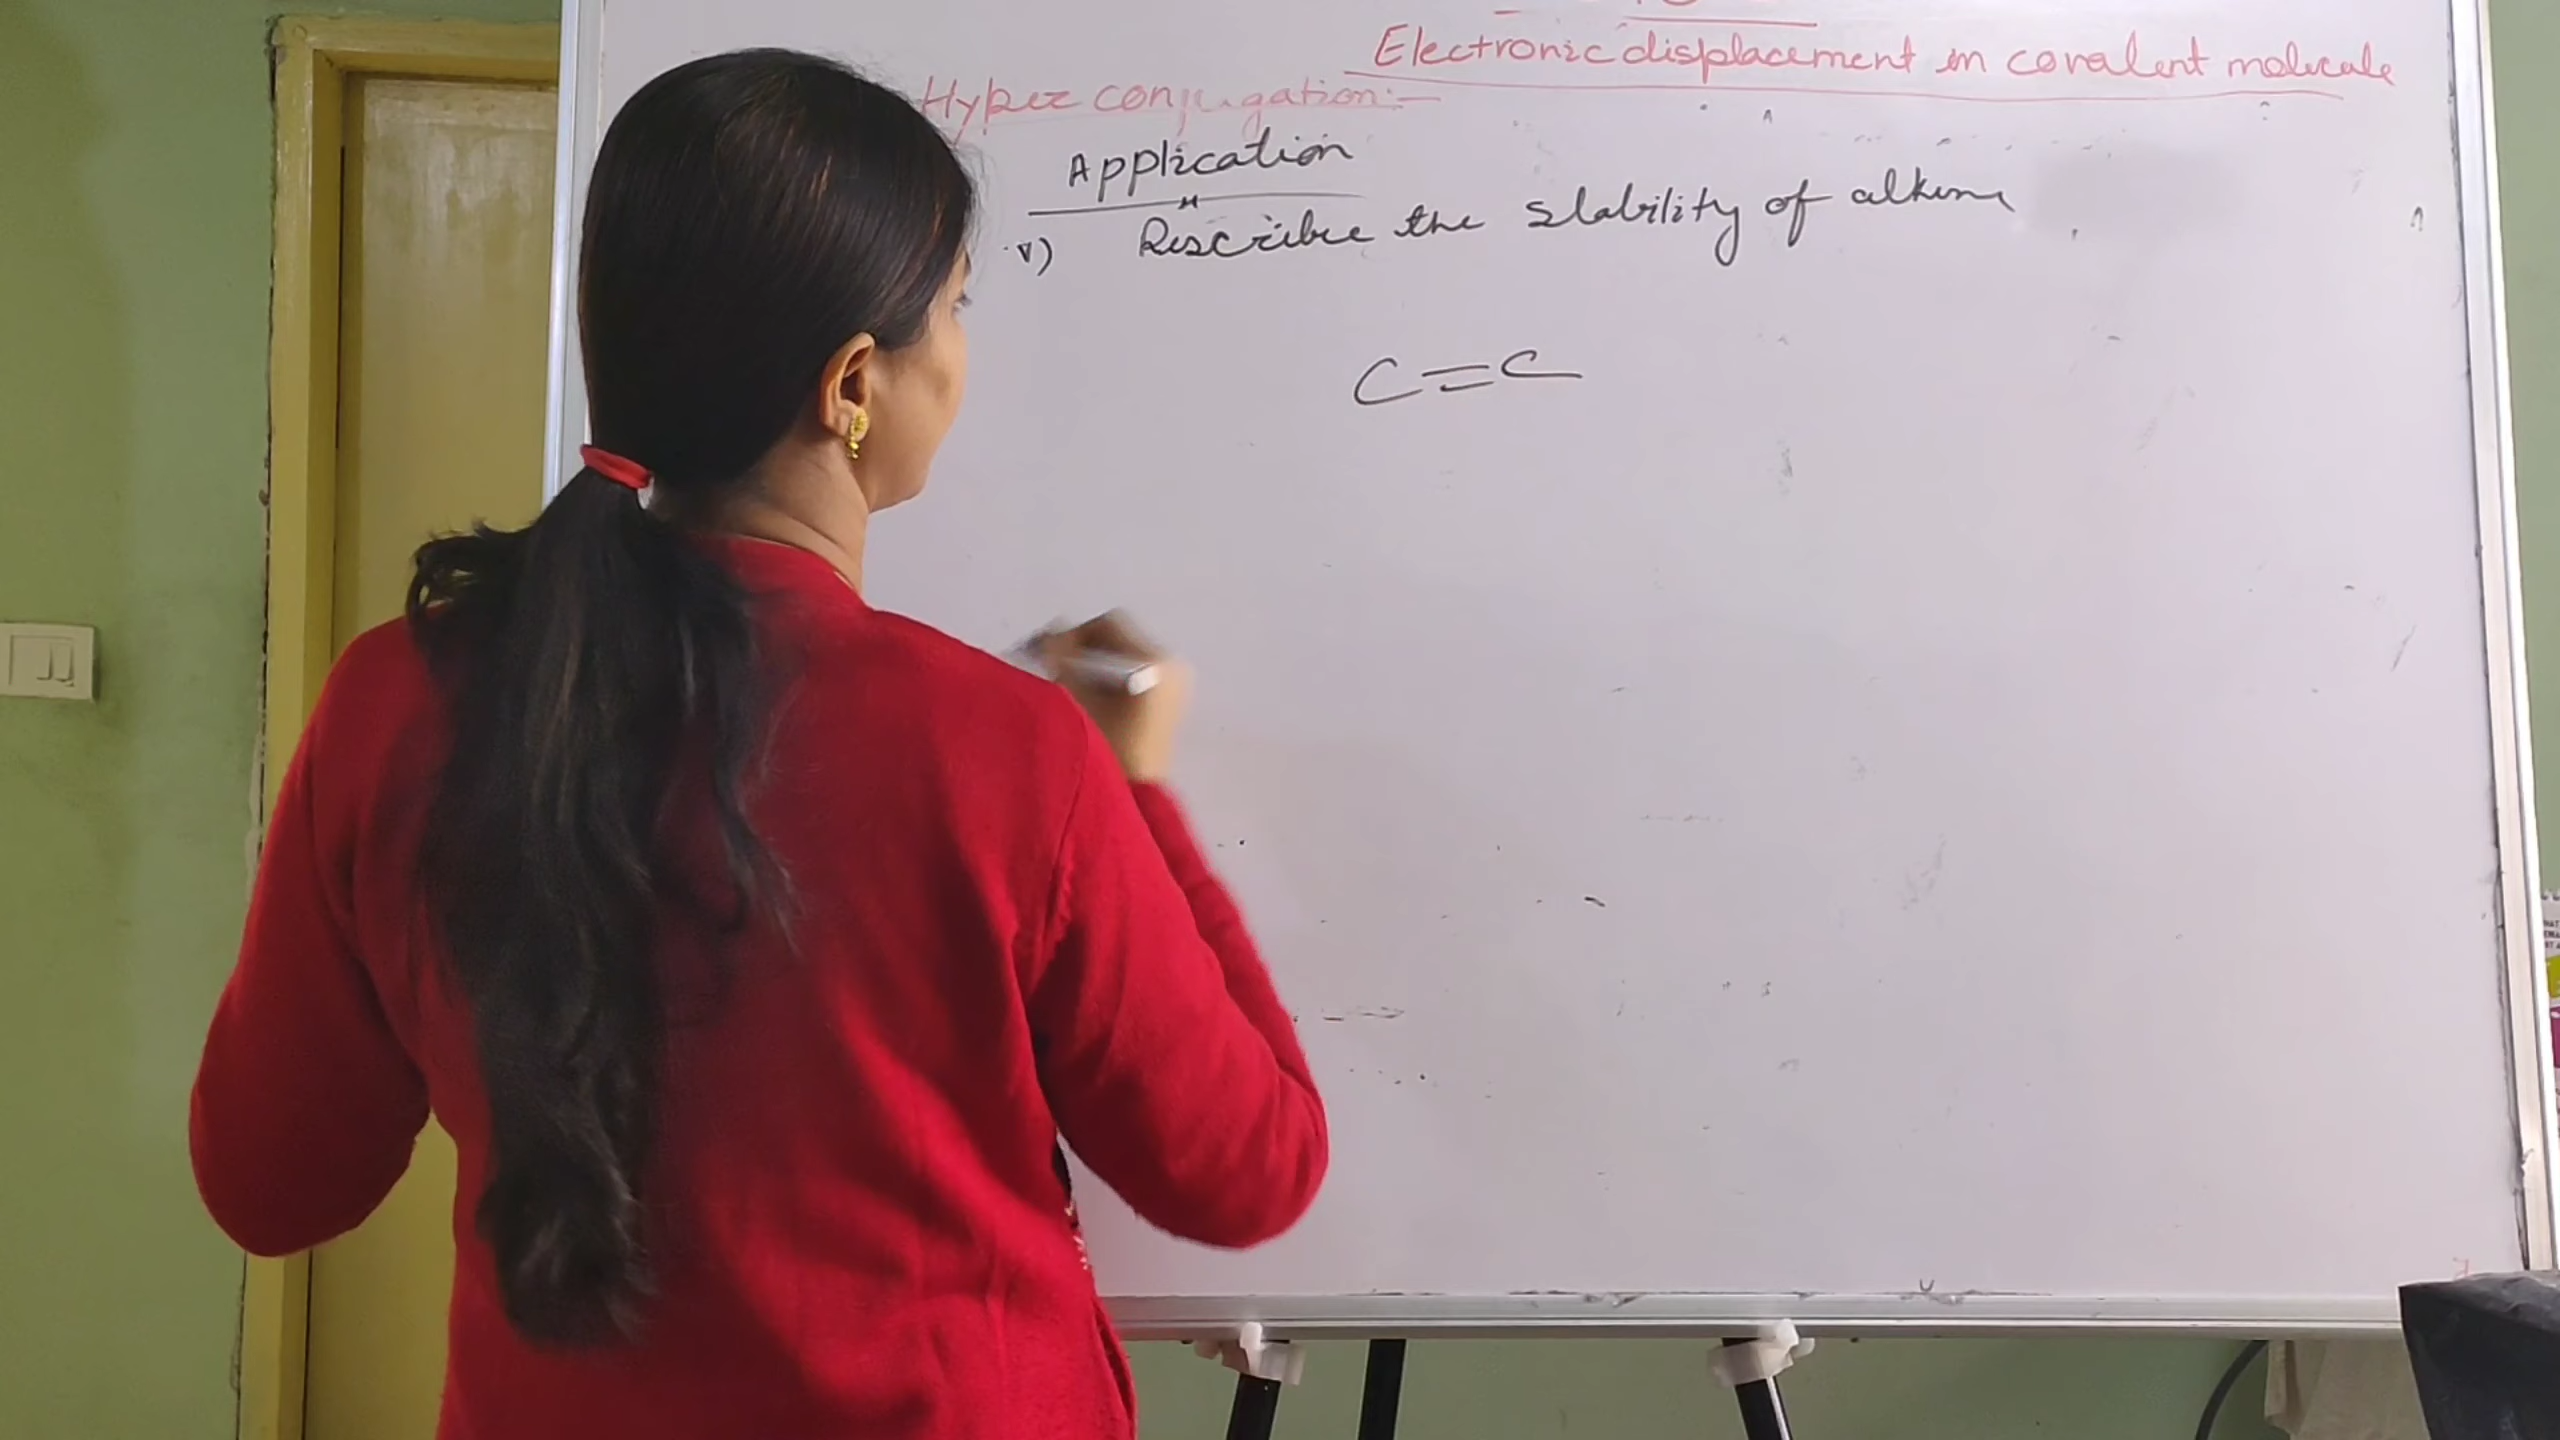 Electronic displacement in covalent molecule
Hyper conjugation:-
Application
v) Describe the stability of alkene
C=C